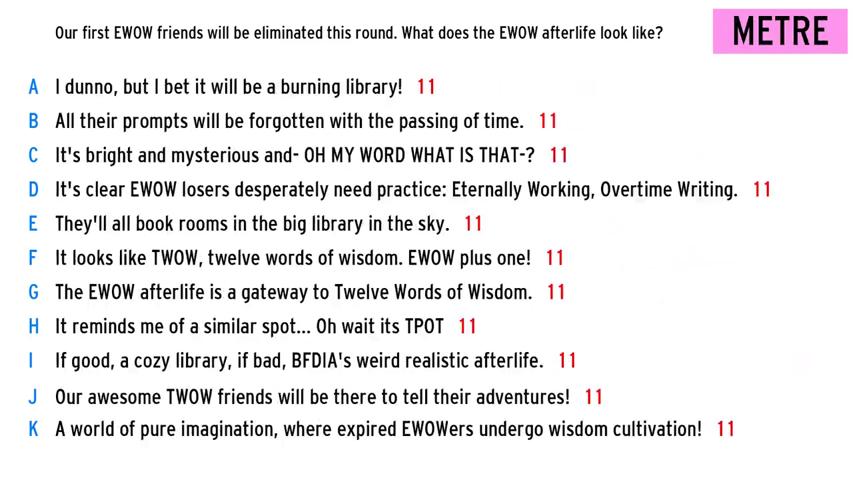 Our first EWOW friends will be eliminated this round. What does the EWOW afterlife look like?
METRE
A I dunno, but I bet it will be a burning library! 11
B All their prompts will be forgotten with the passing of time. 11
C It's bright and mysterious and- OH MY WORD WHAT IS THAT-? 11
D It's clear EWOW losers desperately need practice: Eternally Working, Overtime Writing. 11
E They'll all book rooms in the big library in the sky. 11
F It looks like TWOW, twelve words of wisdom. EWOW plus one! 11
G The EWOW afterlife is a gateway to Twelve Words of Wisdom. 11
H It reminds me of a similar spot... Oh wait its TPOT 11
I If good, a cozy library, if bad, BFDIA's weird realistic afterlife. 11
J Our awesome TWOW friends will be there to tell their adventures! 11
K A world of pure imagination, where expired EWOWers undergo wisdom cultivation! 11